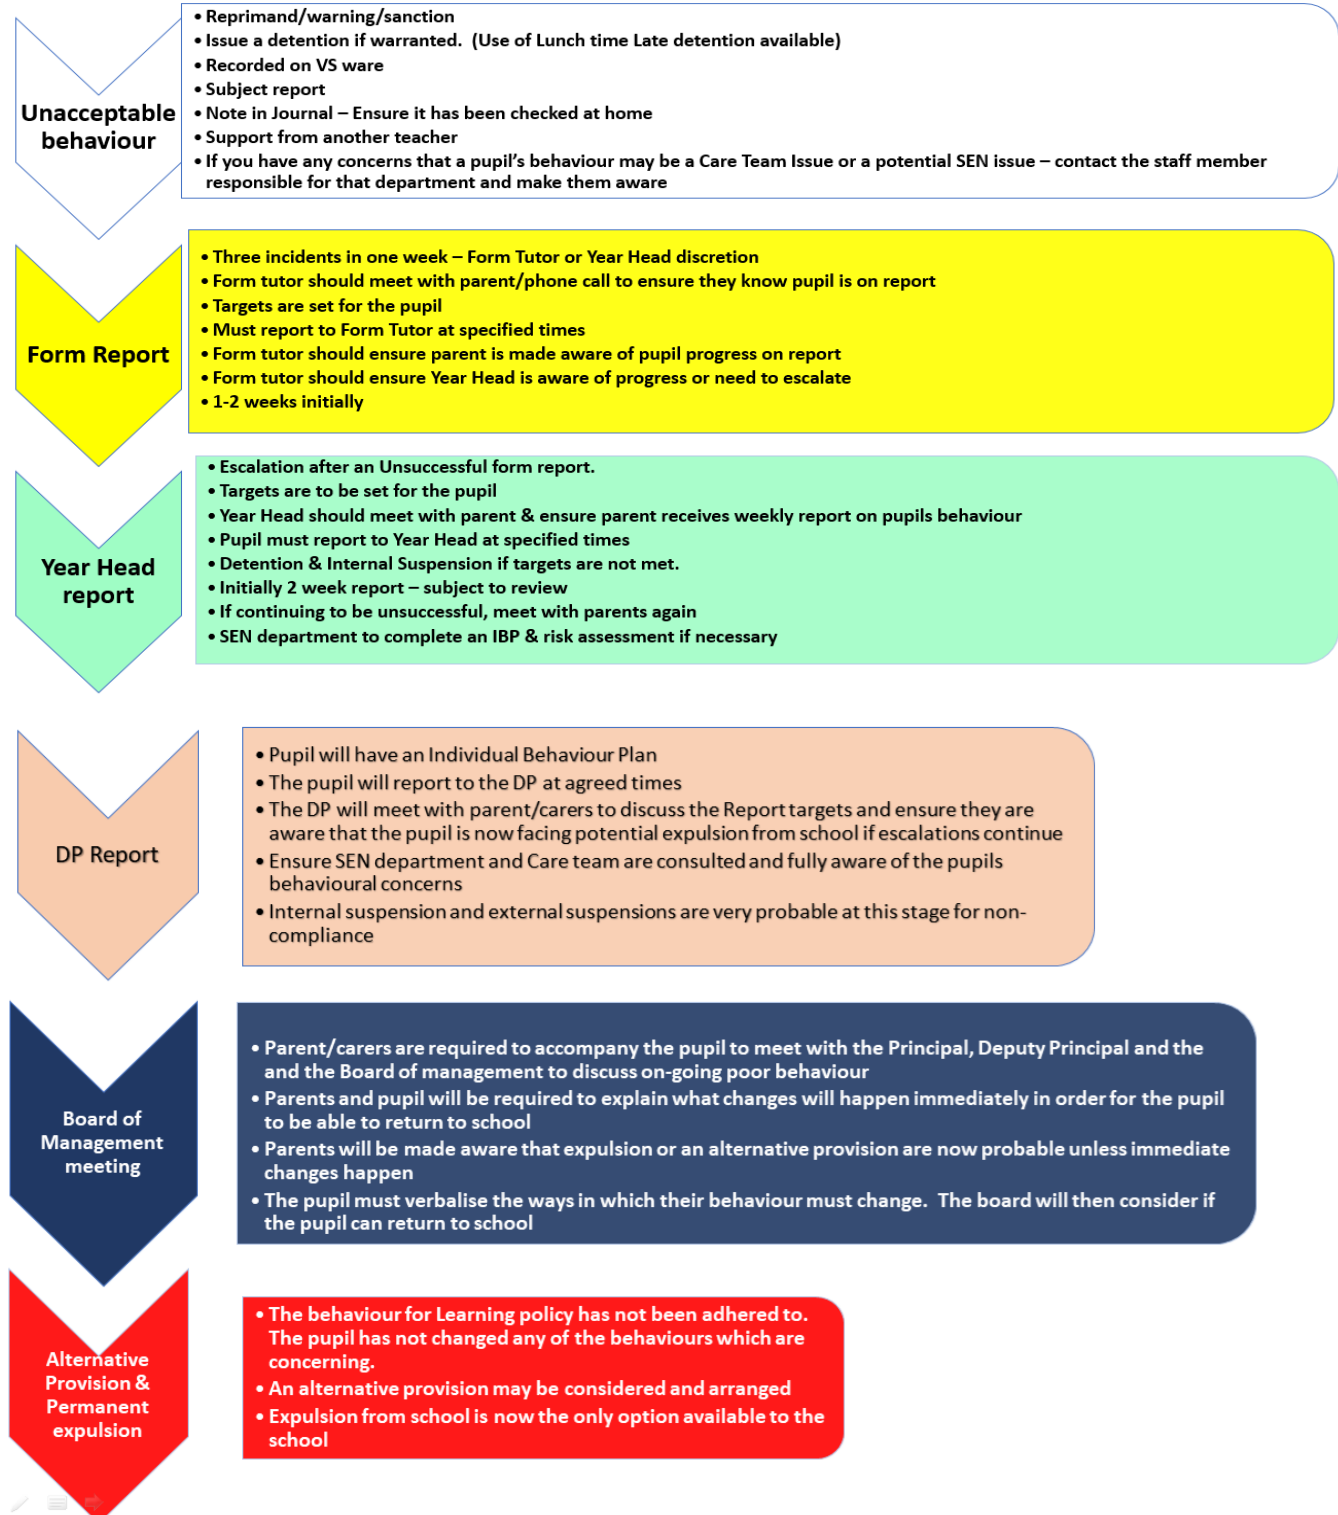 Unacceptable
behaviour
• Reprimand/warning/sanction
• Issue a detention if warranted.  (Use of Lunch time Late detention available)
• Recorded on VS ware
• Subject report
• Note in Journal – Ensure it has been checked at home
• Support from another teacher
• If you have any concerns that a pupil's behaviour may be a Care Team Issue or a potential SEN issue – contact the staff member
responsible for that department and make them aware
Form Report
• Three incidents in one week – Form Tutor or Year Head discretion
• Form tutor should meet with parent/phone call to ensure they know pupil is on report
• Targets are set for the pupil
• Must report to Form Tutor at specified times
• Form tutor should ensure parent is made aware of pupil progress on report
• Form tutor should ensure Year Head is aware of progress or need to escalate
• 1-2 weeks initially
Year Head
report
• Escalation after an Unsuccessful form report.
• Targets are to be set for the pupil
• Year Head should meet with parent & ensure parent receives weekly report on pupils behaviour
• Pupil must report to Year Head at specified times
• Detention & Internal Suspension if targets are not met.
• Initially 2 week report – subject to review
• If continuing to be unsuccessful, meet with parents again
• SEN department to complete an IBP & risk assessment if necessary
DP Report
• Pupil will have an Individual Behaviour Plan
• The pupil will report to the DP at agreed times
• The DP will meet with parent/carers to discuss the Report targets and ensure they are
aware that the pupil is now facing potential expulsion from school if escalations continue
• Ensure SEN department and Care team are consulted and fully aware of the pupils
behavioural concerns
• Internal suspension and external suspensions are very probable at this stage for non-
compliance
Board of
Management
meeting
• Parent/carers are required to accompany the pupil to meet with the Principal, Deputy Principal and the
and the Board of management to discuss on-going poor behaviour
• Parents and pupil will be required to explain what changes will happen immediately in order for the pupil
to be able to return to school
• Parents will be made aware that expulsion or an alternative provision are now probable unless immediate
changes happen
• The pupil must verbalise the ways in which their behaviour must change.  The board will then consider if
the pupil can return to school
Alternative
Provision &
Permanent
expulsion
• The behaviour for Learning policy has not been adhered to.
The pupil has not changed any of the behaviours which are
concerning.
• An alternative provision may be considered and arranged
• Expulsion from school is now the only option available to the
school